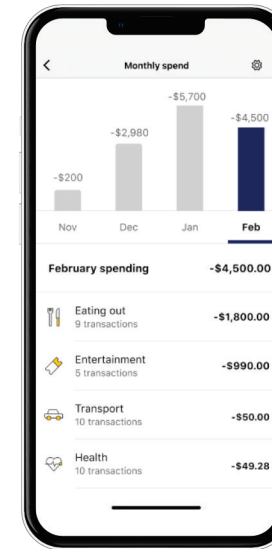 Monthly spend
-$5,700
-$4,500
-$2,980
-$200
Nov Dec Jan Feb
February spending -$4,500.00
Eating out
9 transactions
-$1,800.00
Entertainment
5 transactions
-$990.00
Transport
10 transactions
-$50.00
Health
10 transactions
-$49.28